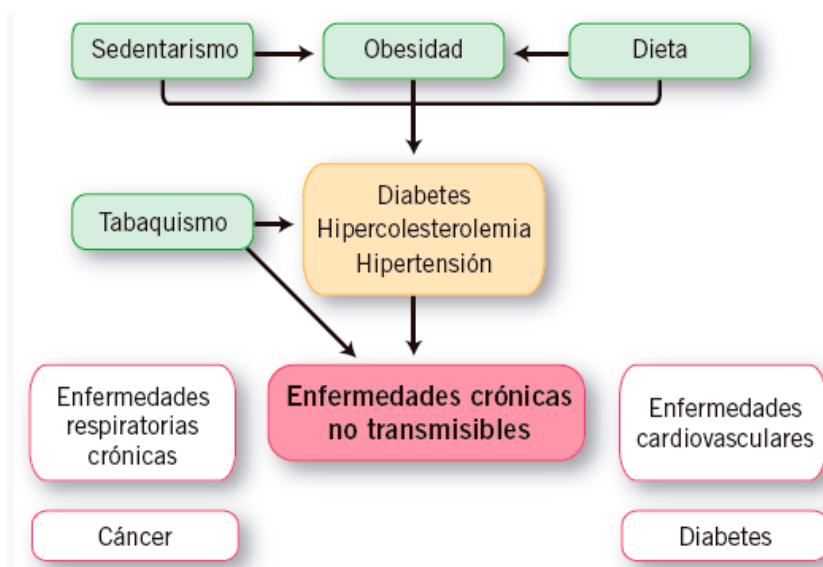 Sedentarismo
Obesidad
Dieta
Tabaquismo
Diabetes
Hipercolesterolemia
Hipertensión
Enfermedades
respiratorias
crónicas
Enfermedades crónicas
no transmisibles
Enfermedades
cardiovasculares
Cáncer
Diabetes